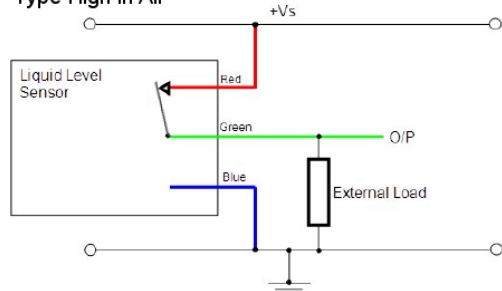 Type High in Air
+Vs
Liquid Level
Sensor
Red
Green
O/P
Blue
External Load